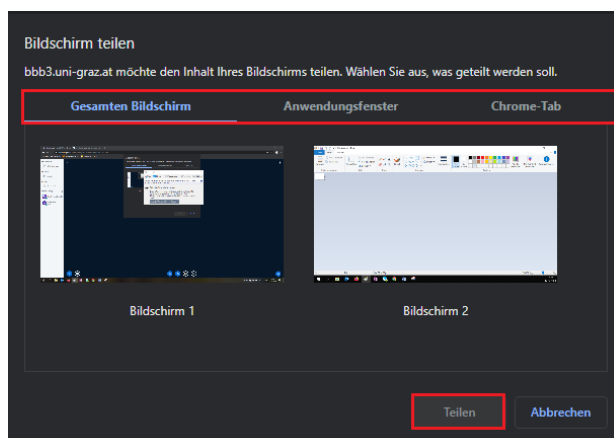 Bildschirm teilen
bbb3.uni-graz.at möchte den Inhalt Ihres Bildschirms teilen. Wählen Sie aus, was geteilt werden soll.
Gesamten Bildschirm Anwendungsfenster Chrome-Tab
Bildschirm 1 Bildschirm 2
Teilen Abbrechen